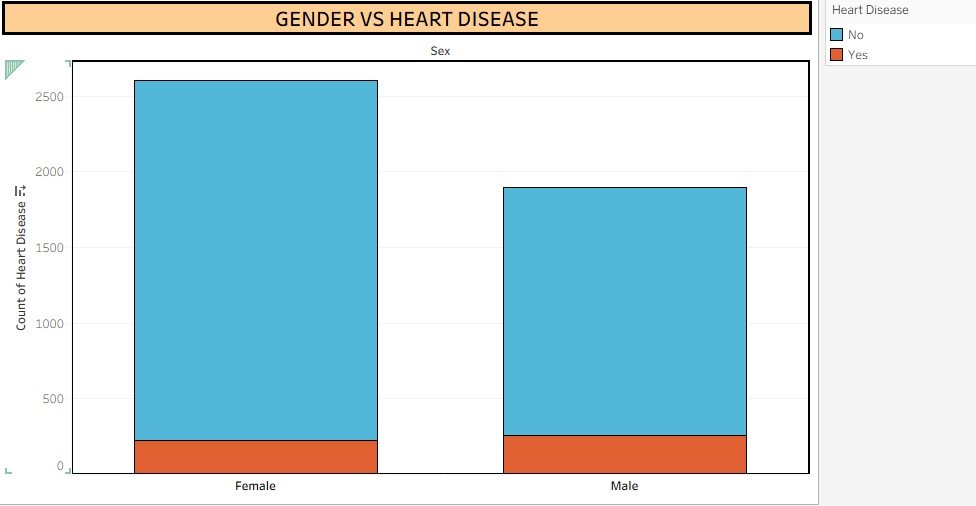 GENDER VS HEART DISEASE
Heart Disease
No
Yes
Sex
2500
2000
1500
1000
500
0
Count of Heart Disease
Female
Male